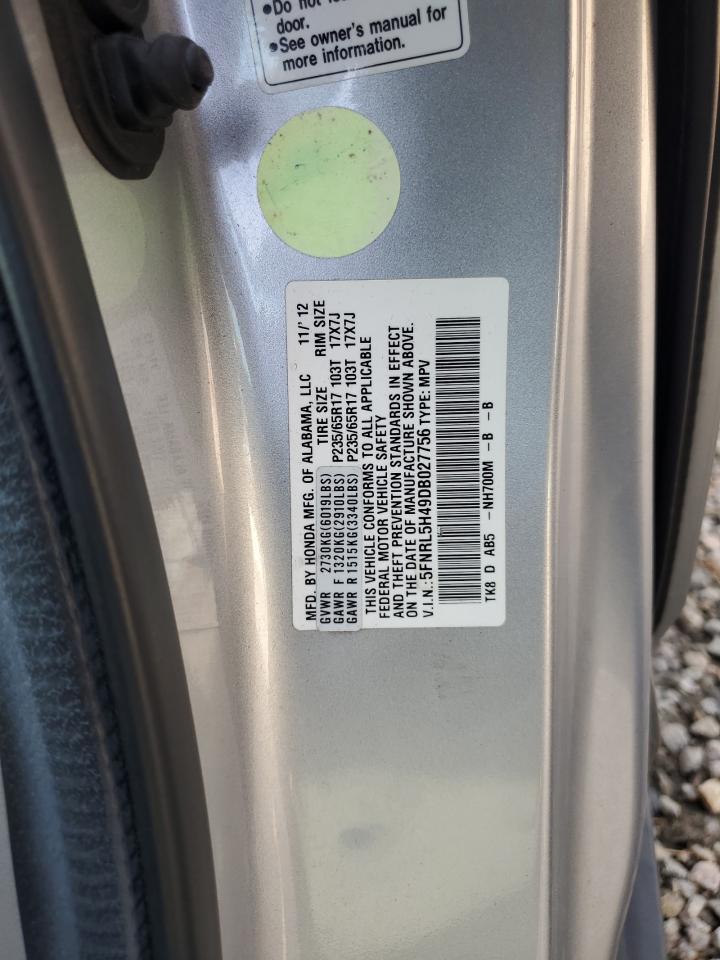 ●Do not
door.
●See owner's manual for
more information.
MFD. BY HONDA MFG. OF ALABAMA, LLC 11/'12
GVWR 2730KG(6019LBS) TIRE SIZE RIM SIZE
GAWR F 1320KG(2910LBS) P235/65R17 103T 17X7J
GAWR R 1515KG(3340LBS) P235/65R17 103T 17X7J
THIS VEHICLE CONFORMS TO ALL APPLICABLE
FEDERAL MOTOR VEHICLE SAFETY
AND THEFT PREVENTION STANDARDS IN EFFECT
ON THE DATE OF MANUFACTURE SHOWN ABOVE.
V.I.N.:5FNRL5H49DB027756 TYPE: MPV
TK8 D AB5 -NH700M -B -B